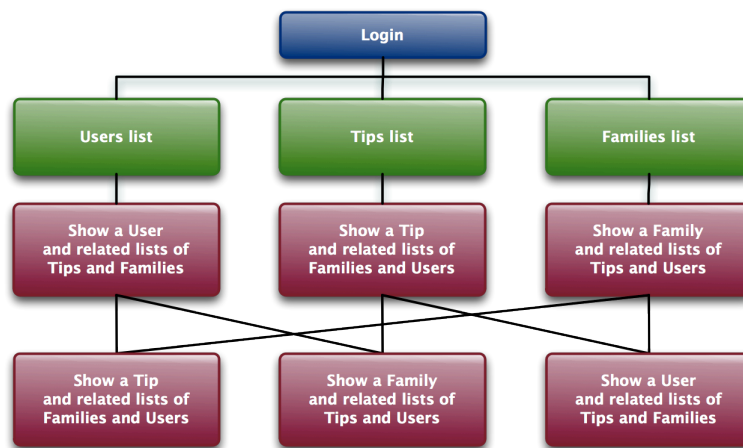 Login
Users list
Tips list
Families list
Show a User
and related lists of
Tips and Families
Show a Tip
and related lists of
Families and Users
Show a Family
and related lists of
Tips and Users
Show a Tip
and related lists of
Families and Users
Show a Family
and related lists of
Tips and Users
Show a User
and related lists of
Tips and Families